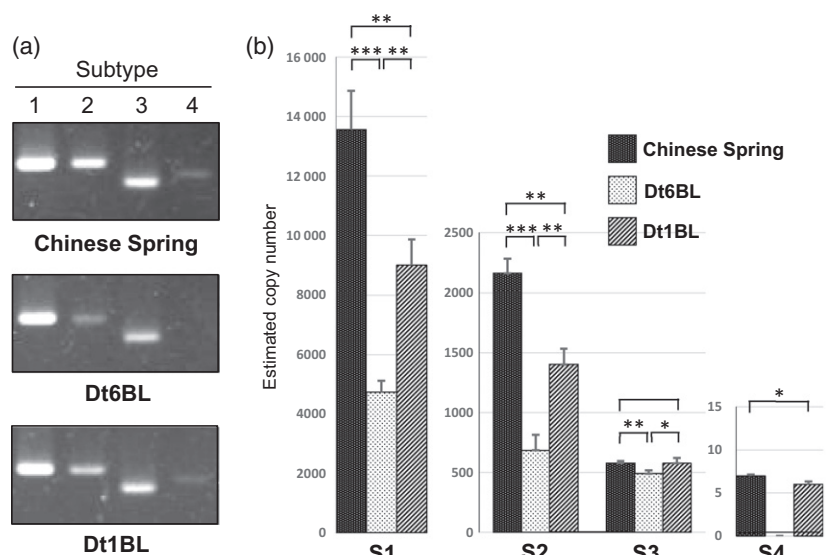 (a)
Subtype
1 2 3 4
Chinese Spring
Dt6BL
Dt1BL
(b)
**
*** **
16 000
14 000
12 000
10 000
8000
6000
4000
2000
0
Estimated copy number
S1
Chinese Spring
Dt6BL
Dt1BL
**
*** **
2500
2000
1500
1000
500
0
** *
S2 S3
*
15
10
5
0
S4